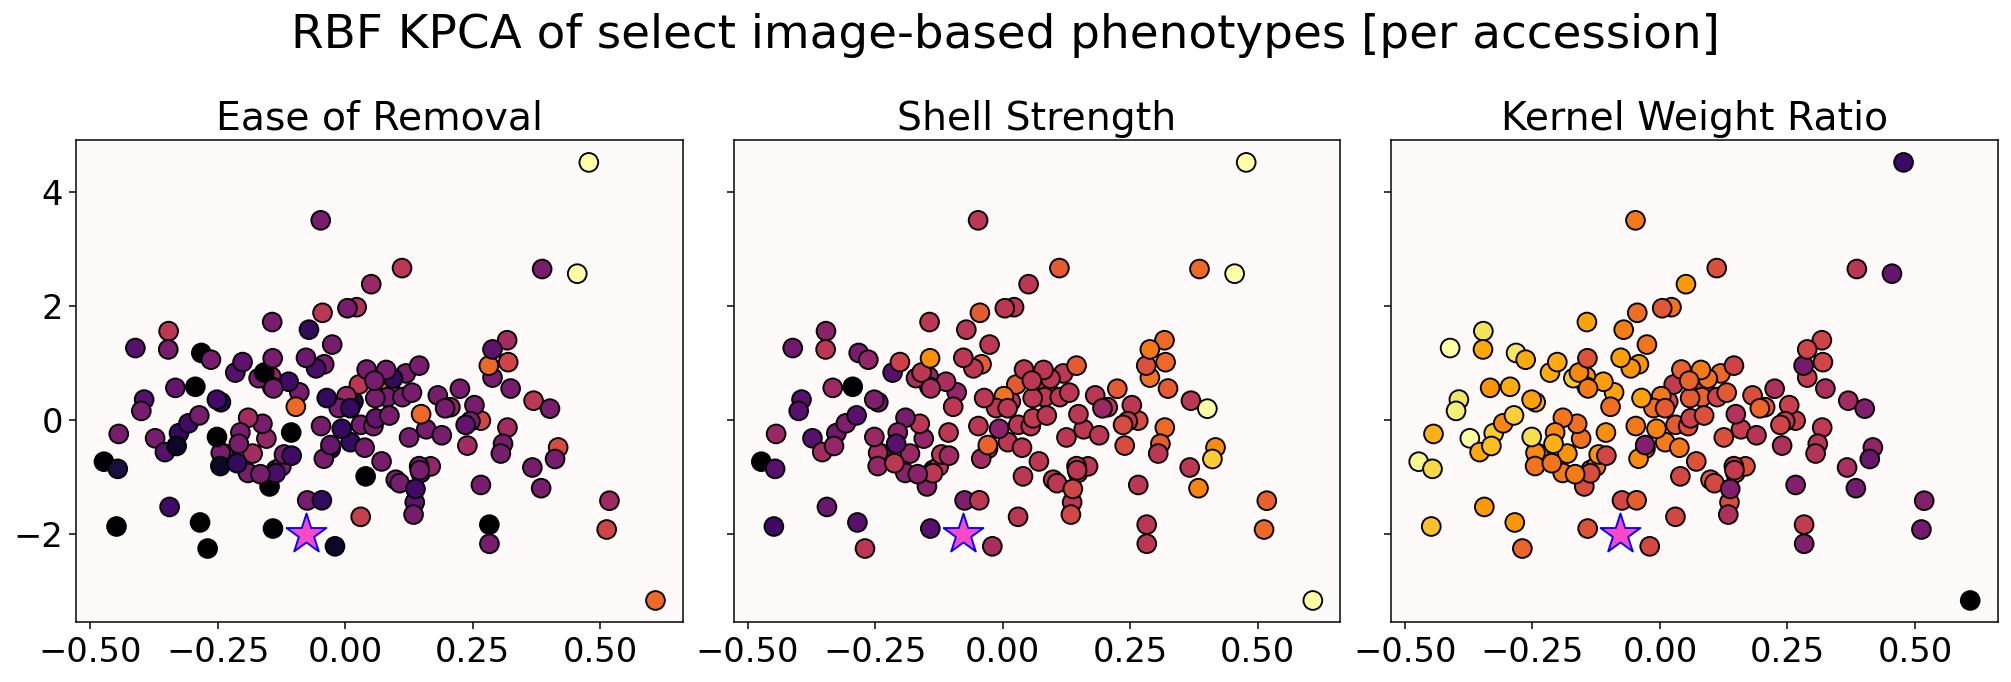 RBF KPCA of select image-based phenotypes [per accession]
Ease of Removal
Shell Strength
Kernel Weight Ratio
4
2
0
−2
−0.50 −0.25 0.00 0.25 0.50
−0.50 −0.25 0.00 0.25 0.50
−0.50 −0.25 0.00 0.25 0.50